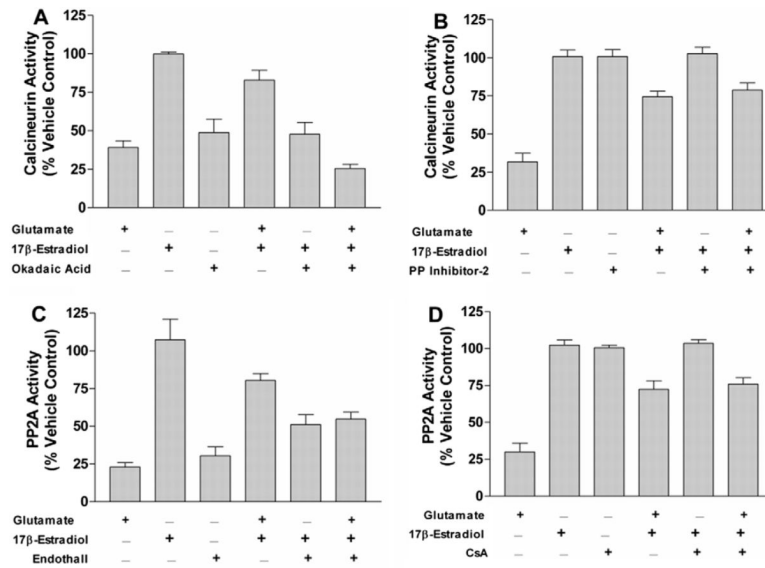 A
Calcineurin Activity
(% Vehicle Control)
125
100
75
50
25
0
Glutamate + — — + — +
17β-Estradiol — + — + + +
Okadaic Acid — — + — + +
B
Calcineurin Activity
(% Vehicle Control)
125
100
75
50
25
0
Glutamate + — — + — +
17β-Estradiol — + — + + +
PP Inhibitor-2 — — + — + +
C
PP2A Activity
(% Vehicle Control)
125
100
75
50
25
0
Glutamate + — — + — +
17β-Estradiol — + — + + +
Endothall — — + — + +
D
PP2A Activity
(% Vehicle Control)
125
100
75
50
25
0
Glutamate + — — + — +
17β-Estradiol — + — + + +
CsA — — + — + +